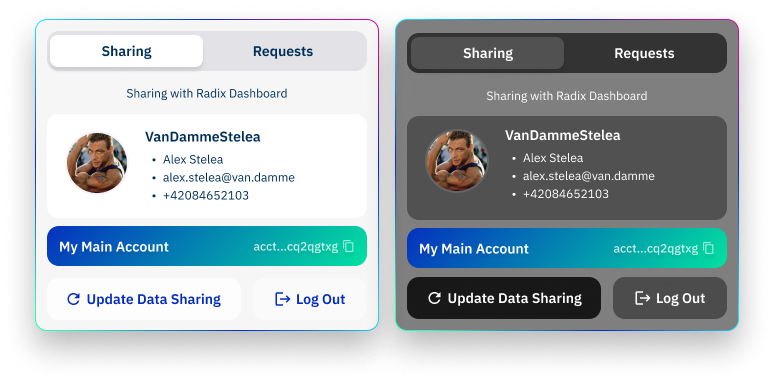 Sharing
Requests
Sharing with Radix Dashboard
VanDammeStelea
• Alex Stelea
• alex.stelea@van.damme
• +42084652103
My Main Account
acct...cq2qgtxg
Update Data Sharing
Log Out
Sharing
Requests
Sharing with Radix Dashboard
VanDammeStelea
• Alex Stelea
• alex.stelea@van.damme
• +42084652103
My Main Account
acct...cq2qgtxg
Update Data Sharing
Log Out